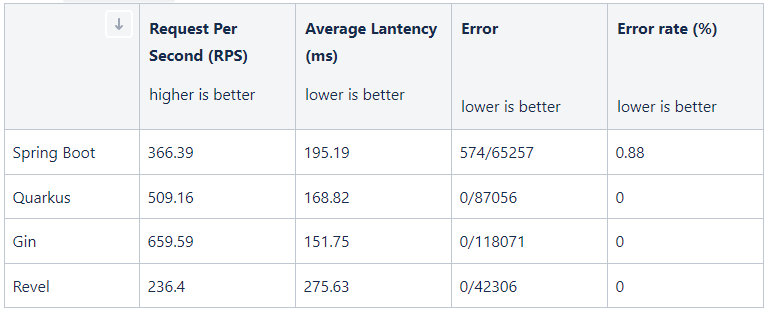 Request Per Second (RPS)
higher is better
Average Lantency (ms)
lower is better
Error
lower is better
Error rate (%)
lower is better
Spring Boot 366.39 195.19 574/65257 0.88
Quarkus 509.16 168.82 0/87056 0
Gin 659.59 151.75 0/118071 0
Revel 236.4 275.63 0/42306 0